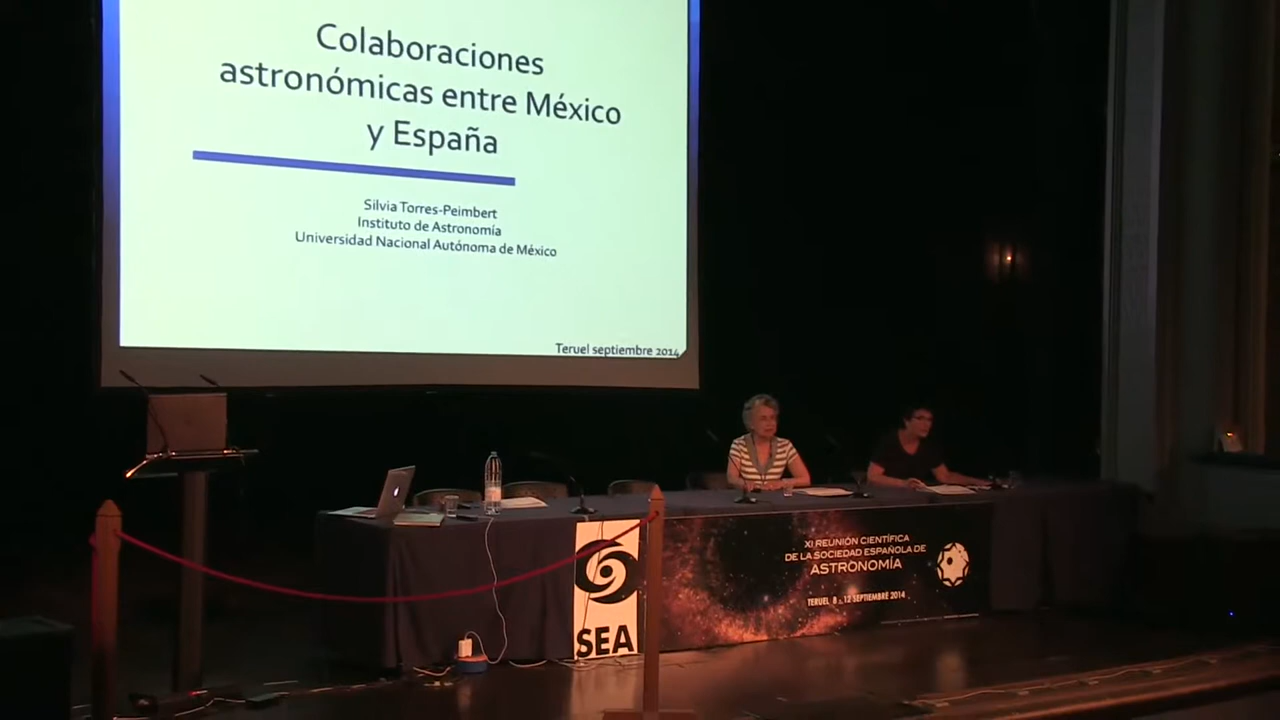 Colaboraciones
astronómicas entre México
y España
Silvia Torres-Peimbert
Instituto de Astronomía
Universidad Nacional Autónoma de México
Teruel septiembre 2014
XI REUNIÓN CIENTÍFICA
DE LA SOCIEDAD ESPAÑOLA DE
ASTRONOMÍA
TERUEL 8 - 12 SEPTIEMBRE 2014
SEA